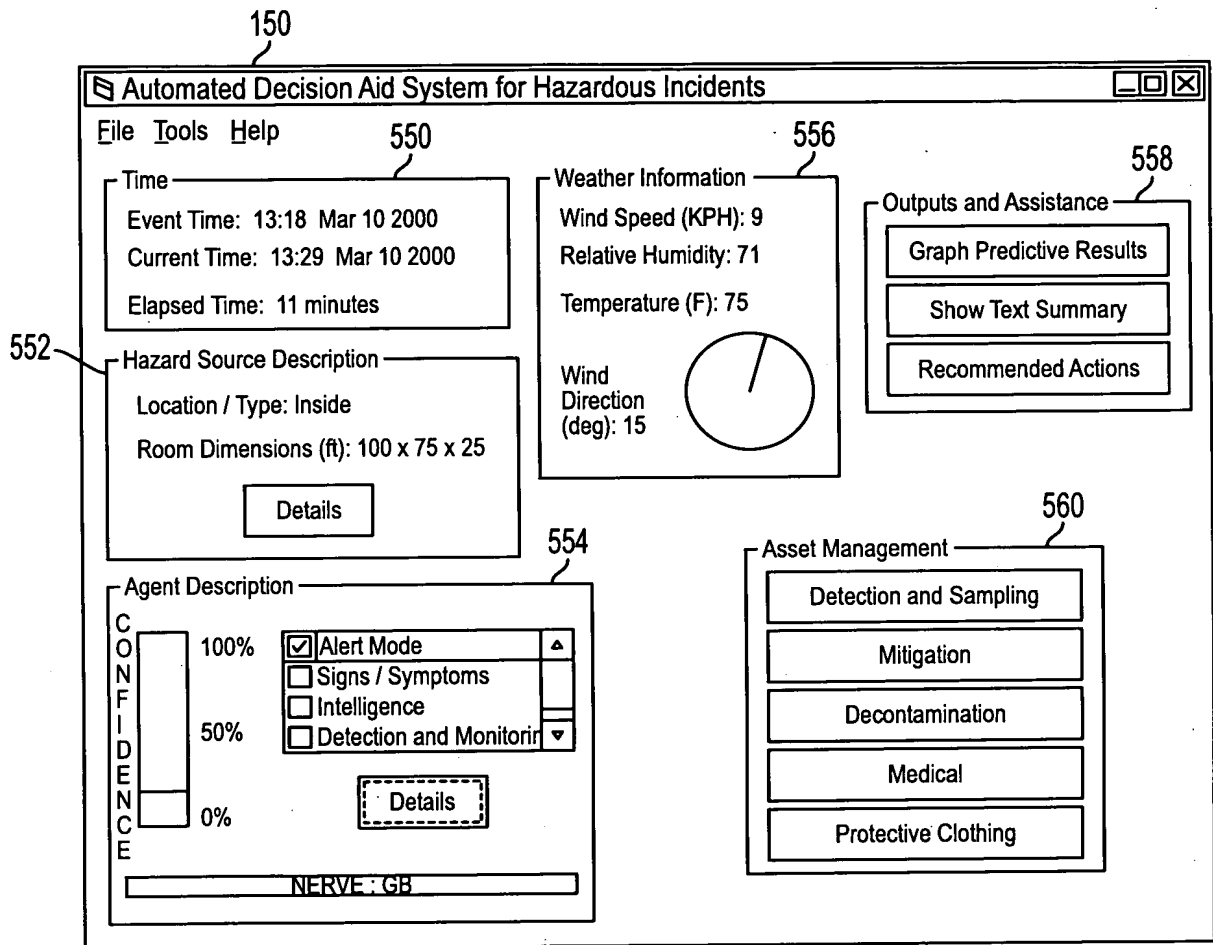 150
Automated Decision Aid System for Hazardous Incidents
File Tools Help
550
Time
Event Time: 13:18 Mar 10 2000
Current Time: 13:29 Mar 10 2000
Elapsed Time: 11 minutes
552
Hazard Source Description
Location / Type: Inside
Room Dimensions (ft): 100 x 75 x 25
Details
554
Agent Description
CONFIDENCE
100%
50%
0%
Alert Mode
Signs / Symptoms
Intelligence
Detection and Monitorin
Details
NERVE : GB
556
Weather Information
Wind Speed (KPH): 9
Relative Humidity: 71
Temperature (F): 75
Wind
Direction
(deg): 15
558
Outputs and Assistance
Graph Predictive Results
Show Text Summary
Recommended Actions
560
Asset Management
Detection and Sampling
Mitigation
Decontamination
Medical
Protective Clothing